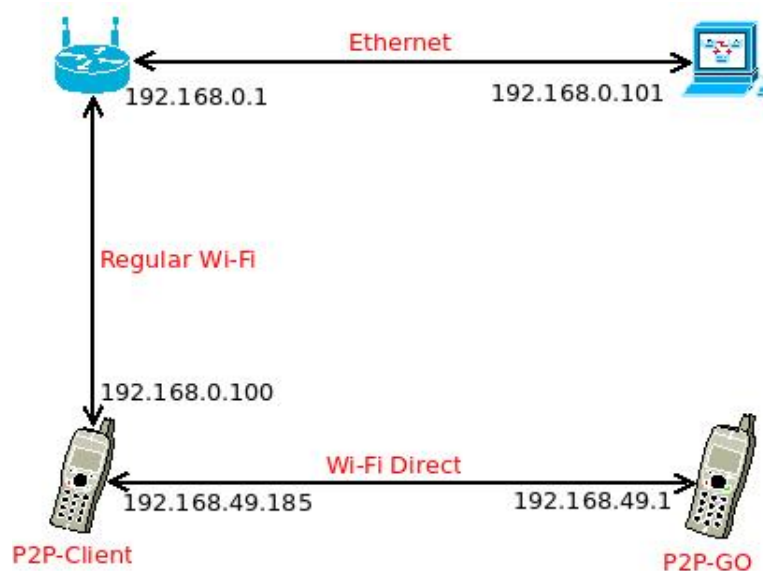 Ethernet
192.168.0.1
192.168.0.101
Regular Wi-Fi
192.168.0.100
Wi-Fi Direct
192.168.49.185
192.168.49.1
P2P-Client
P2P-GO